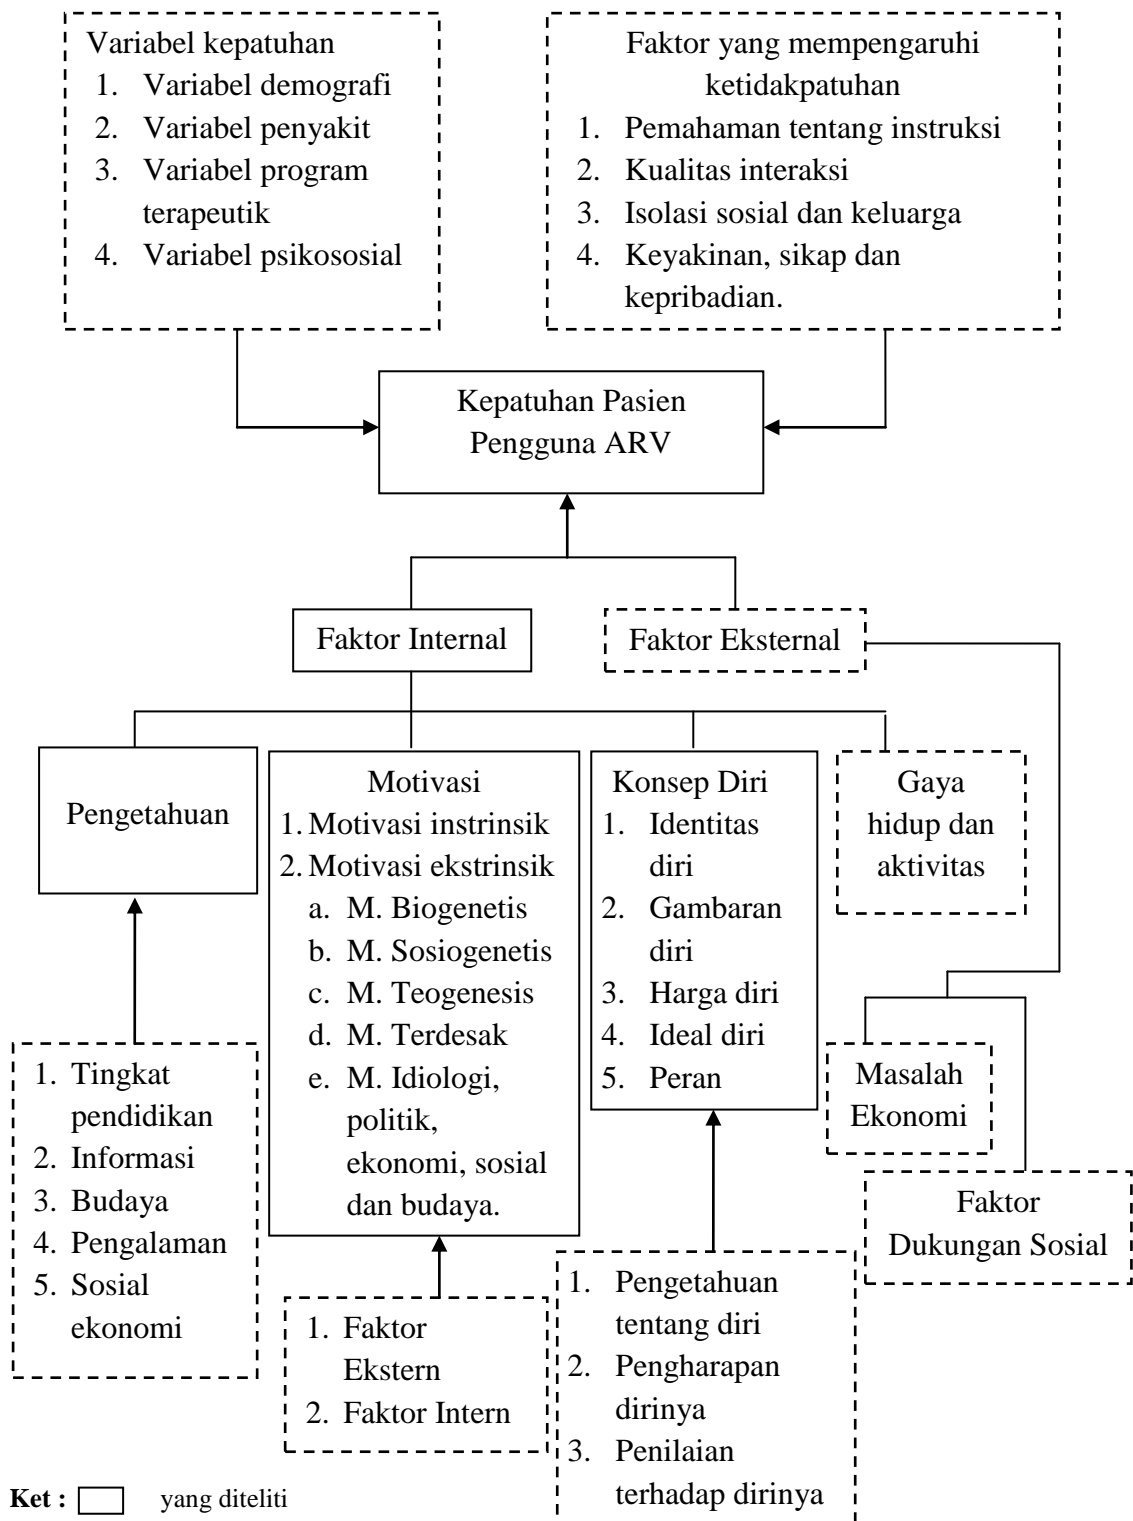 Variabel kepatuhan
1. Variabel demografi
2. Variabel penyakit
3. Variabel program
terapeutik
4. Variabel psikososial
Faktor yang mempengaruhi
ketidakpatuhan
1. Pemahaman tentang instruksi
2. Kualitas interaksi
3. Isolasi sosial dan keluarga
4. Keyakinan, sikap dan
kepribadian.
Kepatuhan Pasien
Pengguna ARV
Faktor Internal
Faktor Eksternal
Pengetahuan
Motivasi
1. Motivasi instrinsik
2. Motivasi ekstrinsik
a. M. Biogenetis
b. M. Sosiogenetis
c. M. Teogenesis
d. M. Terdesak
e. M. Idiologi,
politik,
ekonomi, sosial
dan budaya.
Konsep Diri
1. Identitas
diri
2. Gambaran
diri
3. Harga diri
4. Ideal diri
5. Peran
Gaya
hidup dan
aktivitas
1. Tingkat
pendidikan
2. Informasi
3. Budaya
4. Pengalaman
5. Sosial
ekonomi
Masalah
Ekonomi
Faktor
Dukungan Sosial
1. Faktor
Ekstern
2. Faktor Intern
1. Pengetahuan
tentang diri
2. Pengharapan
dirinya
3. Penilaian
terhadap dirinya
Ket : yang diteliti